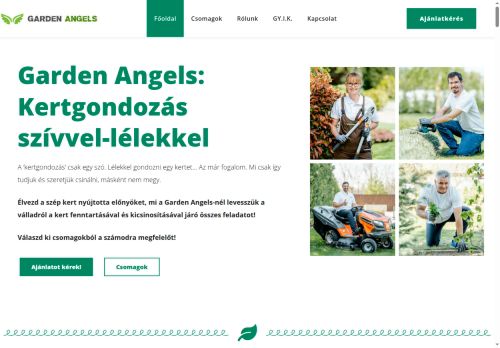 GARDEN ANGELS
Főoldal Csomagok Rólunk GY.I.K. Kapcsolat
Ajánlatkérés
Garden Angels:
Kertgondozás
szívvel-lélekkel
A 'kertgondozás' csak egy szó. Lélekkel gondozni egy kertet... Az már fogalom. Mi csak így
tudjuk és szeretjük csinálni, másként nem megy.
Élvezd a szép kert nyújtotta előnyöket, mi a Garden Angels-nél levesszük a
válladról a kert fenntartásával és kicsinosításával járó összes feladatot!
Válaszd ki csomagokból a számodra megfelelőt!
Ajánlatot kérek!
Csomagok